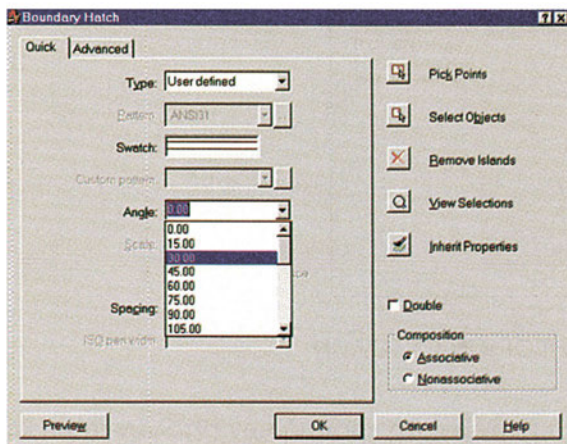 Boundary Hatch
Quick
Advanced
Type: User defined
Pattern: ANSI31
Swatch:
Custom pattern:
Angle: 0.00
0.00
15.00
30.00
45.00
60.00
75.00
90.00
105.00
Scale:
Spacing:
ISO pen width:
Pick Points
Select Objects
Remove Islands
View Selections
Inherit Properties
Double
Composition
Associative
Nonassociative
Preview
OK
Cancel
Help